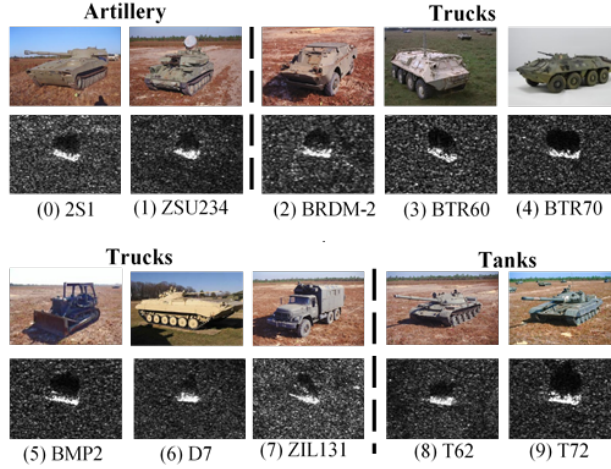 Artillery Trucks
(0) 2S1 (1) ZSU234 (2) BRDM-2 (3) BTR60 (4) BTR70
Trucks Tanks
(5) BMP2 (6) D7 (7) ZIL131 (8) T62 (9) T72